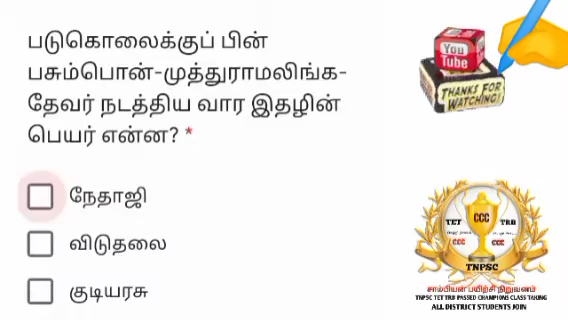 படுகொலைக்குப் பின்
பசும்பொன்-முத்துராமலிங்க-
தேவர் நடத்திய வார இதழின்
பெயர் என்ன? *
நேதாஜி
விடுதலை
குடியரசு
You
Tube
THANKS FOR
WATCHING!
CCC
TET
TRB
CCC
CCC
TNPSC
சாம்பியன் பயிற்சி நிறுவனம்
TNPSC TET TRB PASSED CHAMPIONS CLASS TAKING
ALL DISTRICT STUDENTS JOIN